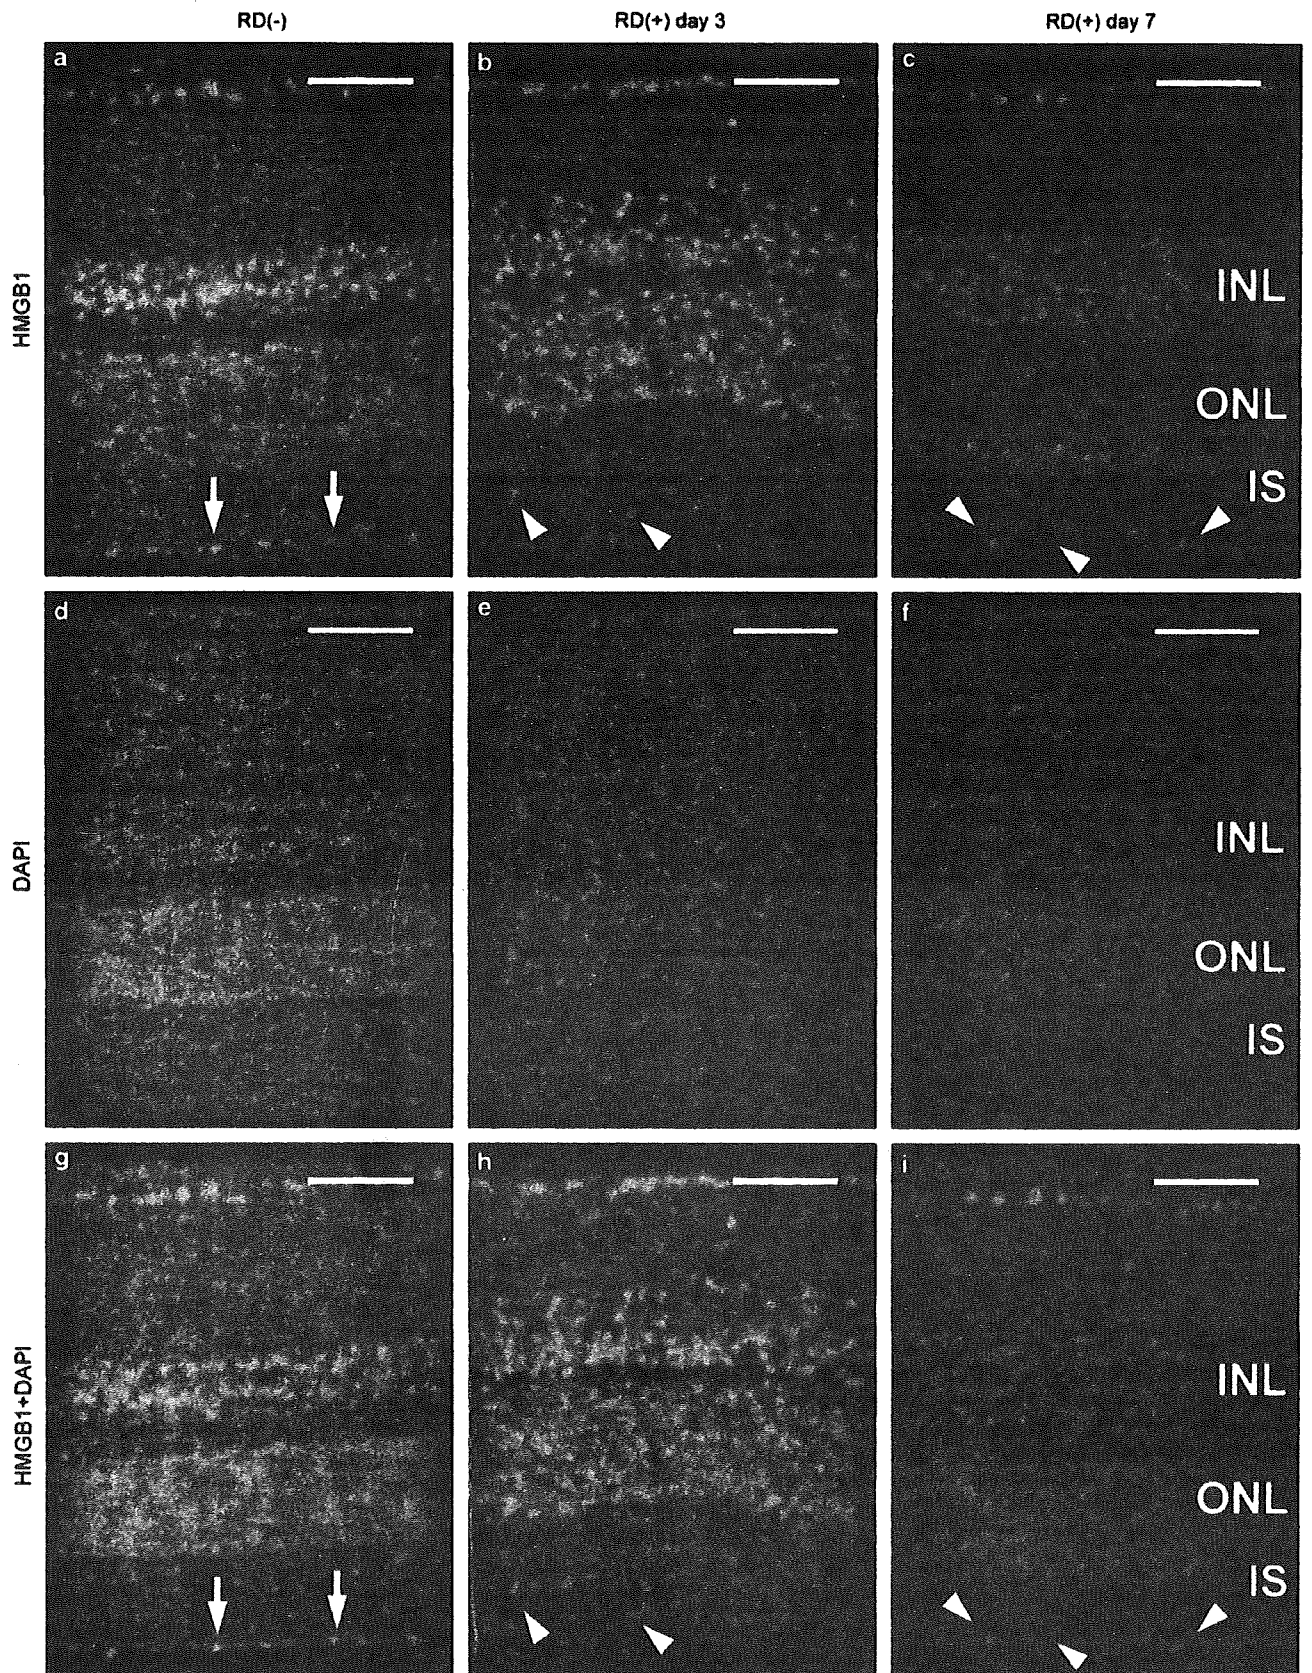 RD(-) RD(+) day 3 RD(+) day 7
a b c
HMGB1
INL
ONL
IS
d e f
DAPI
INL
ONL
IS
g h i
HMGB1+DAPI
INL
ONL
IS